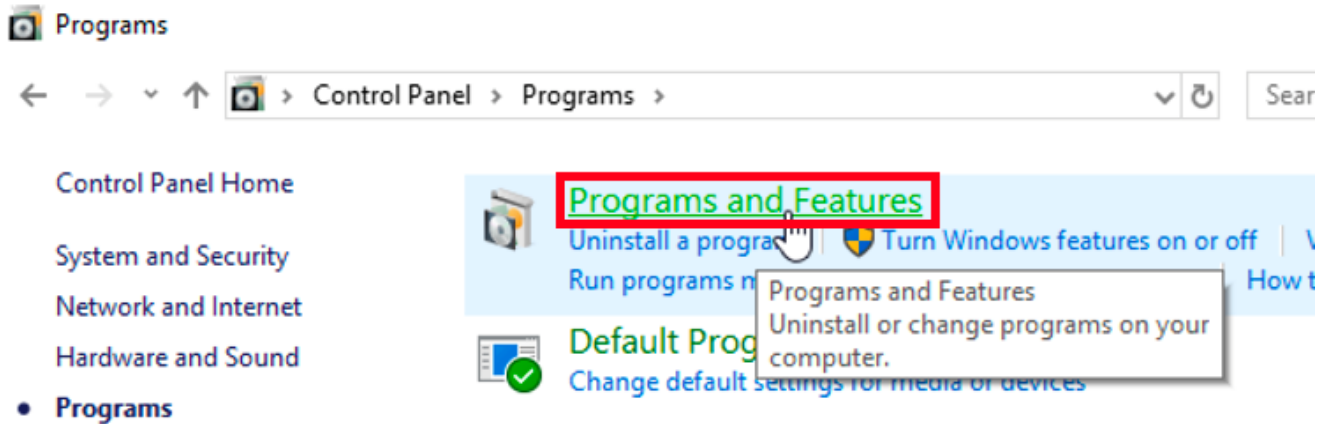 Programs
Control Panel > Programs >
Control Panel Home
System and Security
Network and Internet
Hardware and Sound
• Programs
Programs and Features
Uninstall a Turn Windows features on or off
Run programs How
Programs and Features
Uninstall or change programs on your
computer.
Default
Change default settings for media or devices